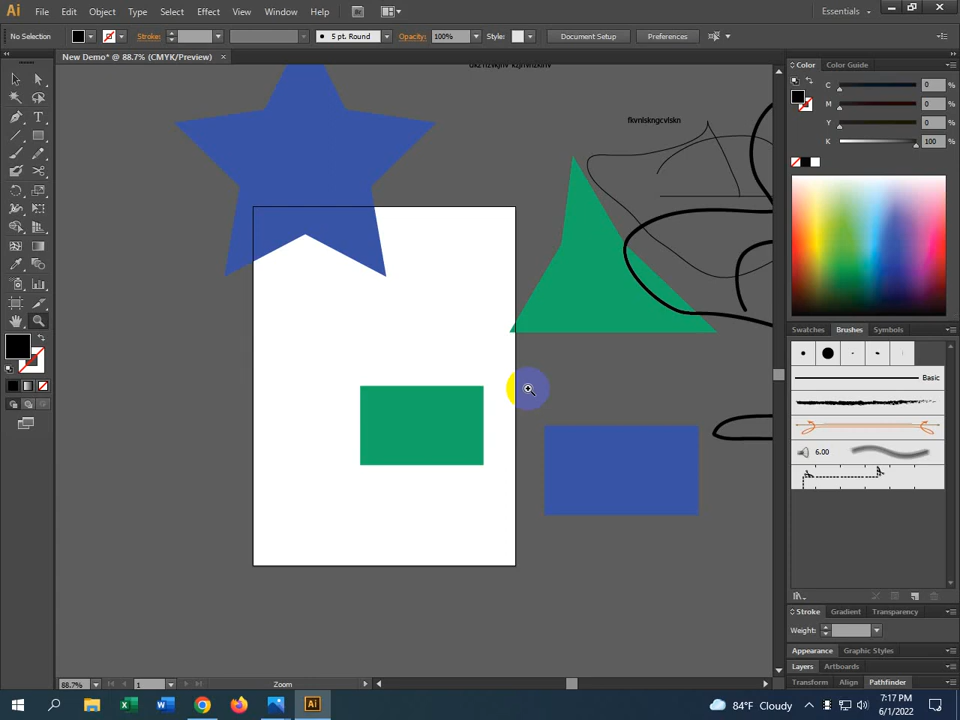 Ai File Edit Object Type Select Effect View Window Help Br Essentials
No Selection Stroke: 5 pt. Round Opacity: 100% Style: Document Setup Preferences
New Demo* @ 88.7% (CMYK/Preview) ×
Color Color Guide
C 0 %
M 0 %
Y 0 %
K 100 %
fkvnlskngcvlskn
Swatches Brushes Symbols
Basic
6.00
Stroke Gradient Transparency
Weight:
Appearance Graphic Styles
Layers Artboards
Transform Align Pathfinder
88.7% 1 Zoom
84°F Cloudy
7:17 PM
6/1/2022